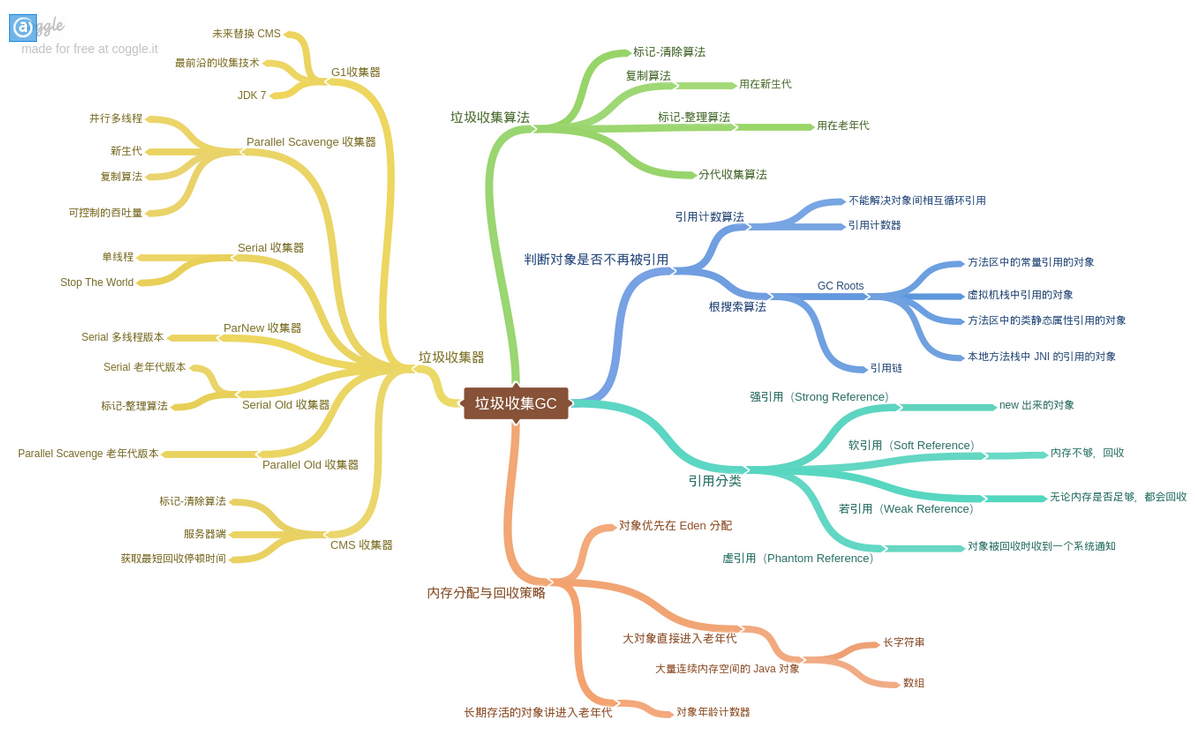 @ggle
made for free at coggle.it
垃圾收集GC
垃圾收集算法
标记-清除算法
复制算法
用在新生代
标记-整理算法
用在老年代
分代收集算法
判断对象是否不再被引用
引用计数算法
不能解决对象间相互循环引用
引用计数器
根搜索算法
GC Roots
方法区中的常量引用的对象
虚拟机栈中引用的对象
方法区中的类静态属性引用的对象
本地方法栈中 JNI 的引用的对象
引用链
引用分类
强引用（Strong Reference）
new 出来的对象
软引用（Soft Reference）
内存不够，回收
若引用（Weak Reference）
无论内存是否足够，都会回收
虚引用（Phantom Reference）
对象被回收时收到一个系统通知
内存分配与回收策略
对象优先在 Eden 分配
大对象直接进入老年代
大量连续内存空间的 Java 对象
长字符串
数组
长期存活的对象讲进入老年代
对象年龄计数器
垃圾收集器
G1收集器
未来替换 CMS
最前沿的收集技术
JDK 7
Parallel Scavenge 收集器
并行多线程
新生代
复制算法
可控制的吞吐量
Serial 收集器
单线程
Stop The World
ParNew 收集器
Serial 多线程版本
Serial Old 收集器
Serial 老年代版本
标记-整理算法
Parallel Old 收集器
Parallel Scavenge 老年代版本
CMS 收集器
标记-清除算法
服务器端
获取最短回收停顿时间